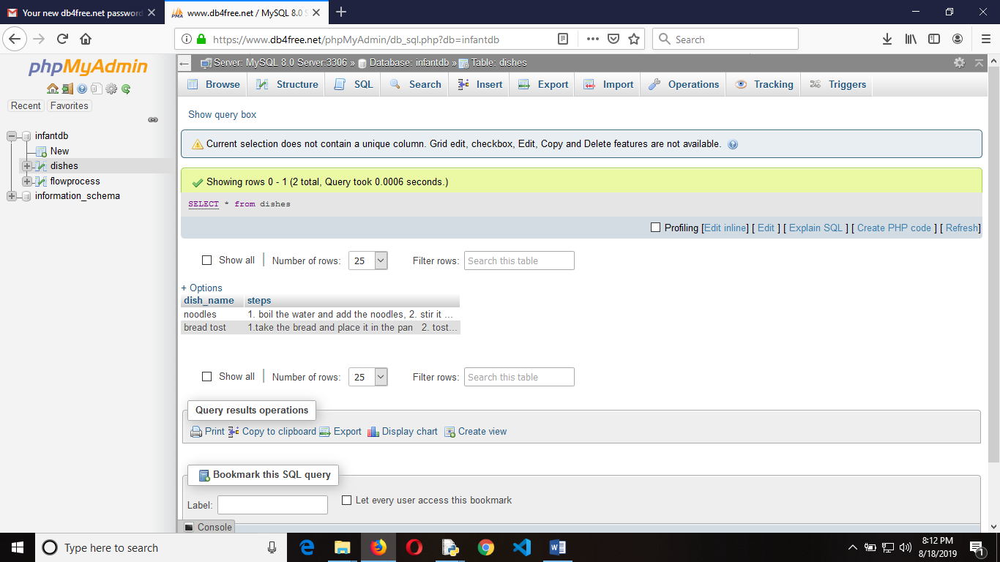 Your new db4free.net password
www.db4free.net / MySQL 8.0 S
https://www.db4free.net/phpMyAdmin/db_sql.php?db=infantdb
Search
phpMyAdmin
Recent Favorites
infantdb
New
dishes
flowprocess
information_schema
Server: MySQL 8.0 Server:3306 » Database: infantdb » Table: dishes
Browse Structure SQL Search Insert Export Import Operations Tracking Triggers
Show query box
Current selection does not contain a unique column. Grid edit, checkbox, Edit, Copy and Delete features are not available.
Showing rows 0 - 1 (2 total, Query took 0.0006 seconds.)
SELECT * from dishes
Profiling [Edit inline] [ Edit ] [ Explain SQL ] [ Create PHP code ] [ Refresh]
Show all Number of rows: 25 Filter rows: Search this table
+ Options
dish_name steps
noodles 1. boil the water and add the noodles, 2. stir it ...
bread tost 1.take the bread and place it in the pan 2. tost...
Show all Number of rows: 25 Filter rows: Search this table
Query results operations
Print Copy to clipboard Export Display chart Create view
Bookmark this SQL query
Label: Let every user access this bookmark
Console
Type here to search
8:12 PM
8/18/2019
1